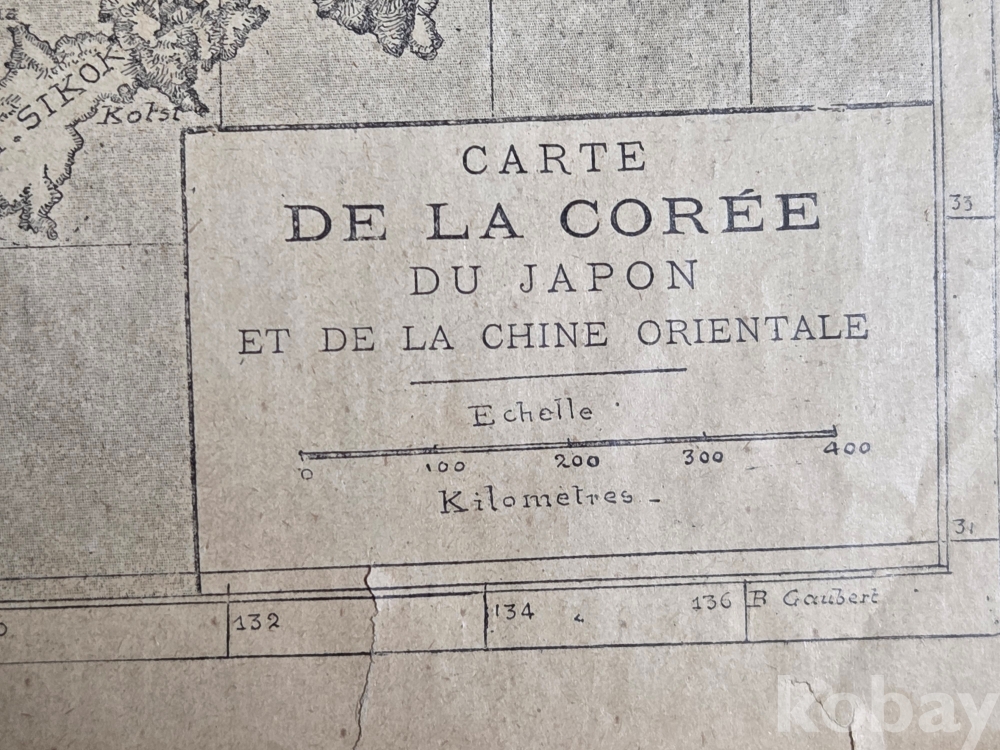 SIKOK
Kotsi
CARTE
DE LA CORÉE
DU JAPON
ET DE LA CHINE ORIENTALE
Echelle
0 100 200 300 400
Kilomètres
33
31
132 134 136 B Gaubert
kobay